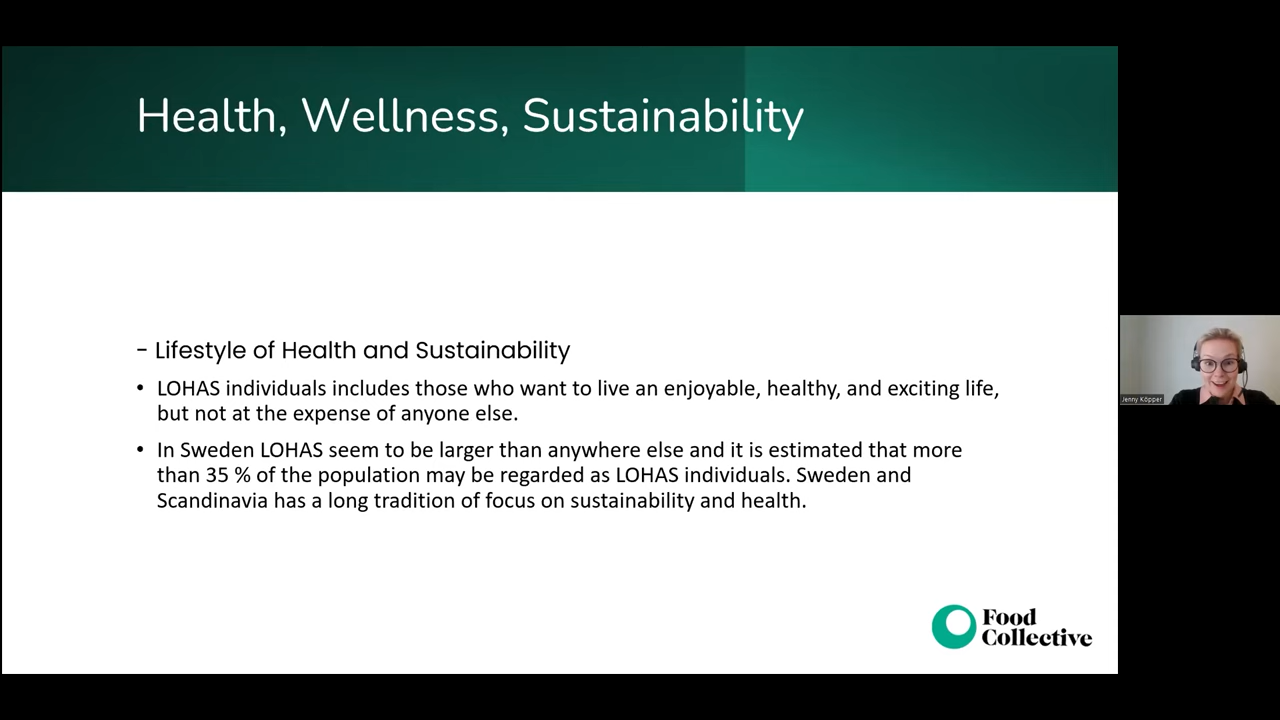 Health, Wellness, Sustainability
- Lifestyle of Health and Sustainability
• LOHAS individuals includes those who want to live an enjoyable, healthy, and exciting life,
but not at the expense of anyone else.
• In Sweden LOHAS seem to be larger than anywhere else and it is estimated that more
than 35 % of the population may be regarded as LOHAS individuals. Sweden and
Scandinavia has a long tradition of focus on sustainability and health.
Jenny Köpper
Food
Collective